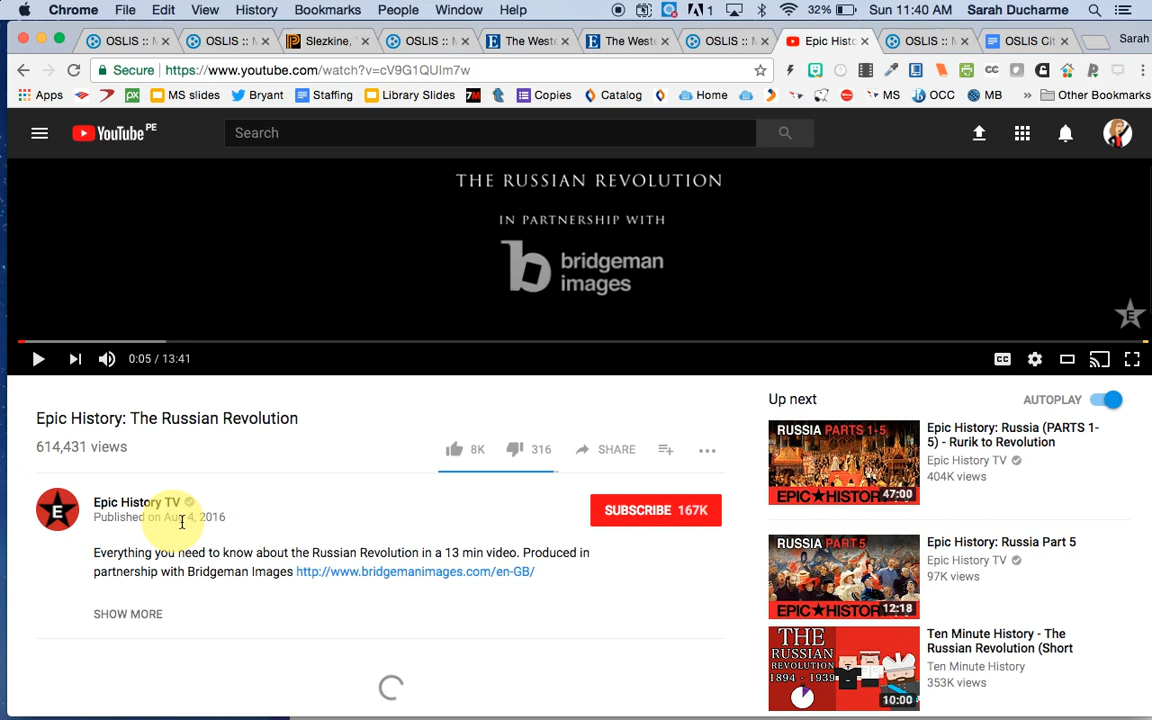 Chrome File Edit View History Bookmarks People Window Help 1 32% Sun 11:40 AM Sarah Ducharme
OSLIS :: M OSLIS :: M Slezkine, OSLIS :: M The Weste The Weste OSLIS :: M Epic Histo OSLIS :: M OSLIS Cit Sarah
Secure https://www.youtube.com/watch?v=cV9G1QUIm7w
Apps MS slides Bryant Staffing Library Slides Copies Catalog Home MS OCC MB » Other Bookmarks
YouTube PE Search
THE RUSSIAN REVOLUTION
IN PARTNERSHIP WITH
b bridgeman
images
E
0:05 / 13:41 CC
Epic History: The Russian Revolution
614,431 views
8K 316 SHARE
E
Epic History TV
Published on Aug 4, 2016
SUBSCRIBE 167K
Everything you need to know about the Russian Revolution in a 13 min video. Produced in
partnership with Bridgeman Images http://www.bridgemanimages.com/en-GB/
SHOW MORE
Up next AUTOPLAY
RUSSIA PARTS 1-5
EPIC★HISTORY
47:00
Epic History: Russia (PARTS 1-
5) - Rurik to Revolution
Epic History TV
404K views
RUSSIA PART 5
EPIC★HISTORY
12:18
Epic History: Russia Part 5
Epic History TV
97K views
THE
RUSSIAN
REVOLUTION
1894 - 1939
10:00
Ten Minute History - The
Russian Revolution (Short
Ten Minute History
353K views